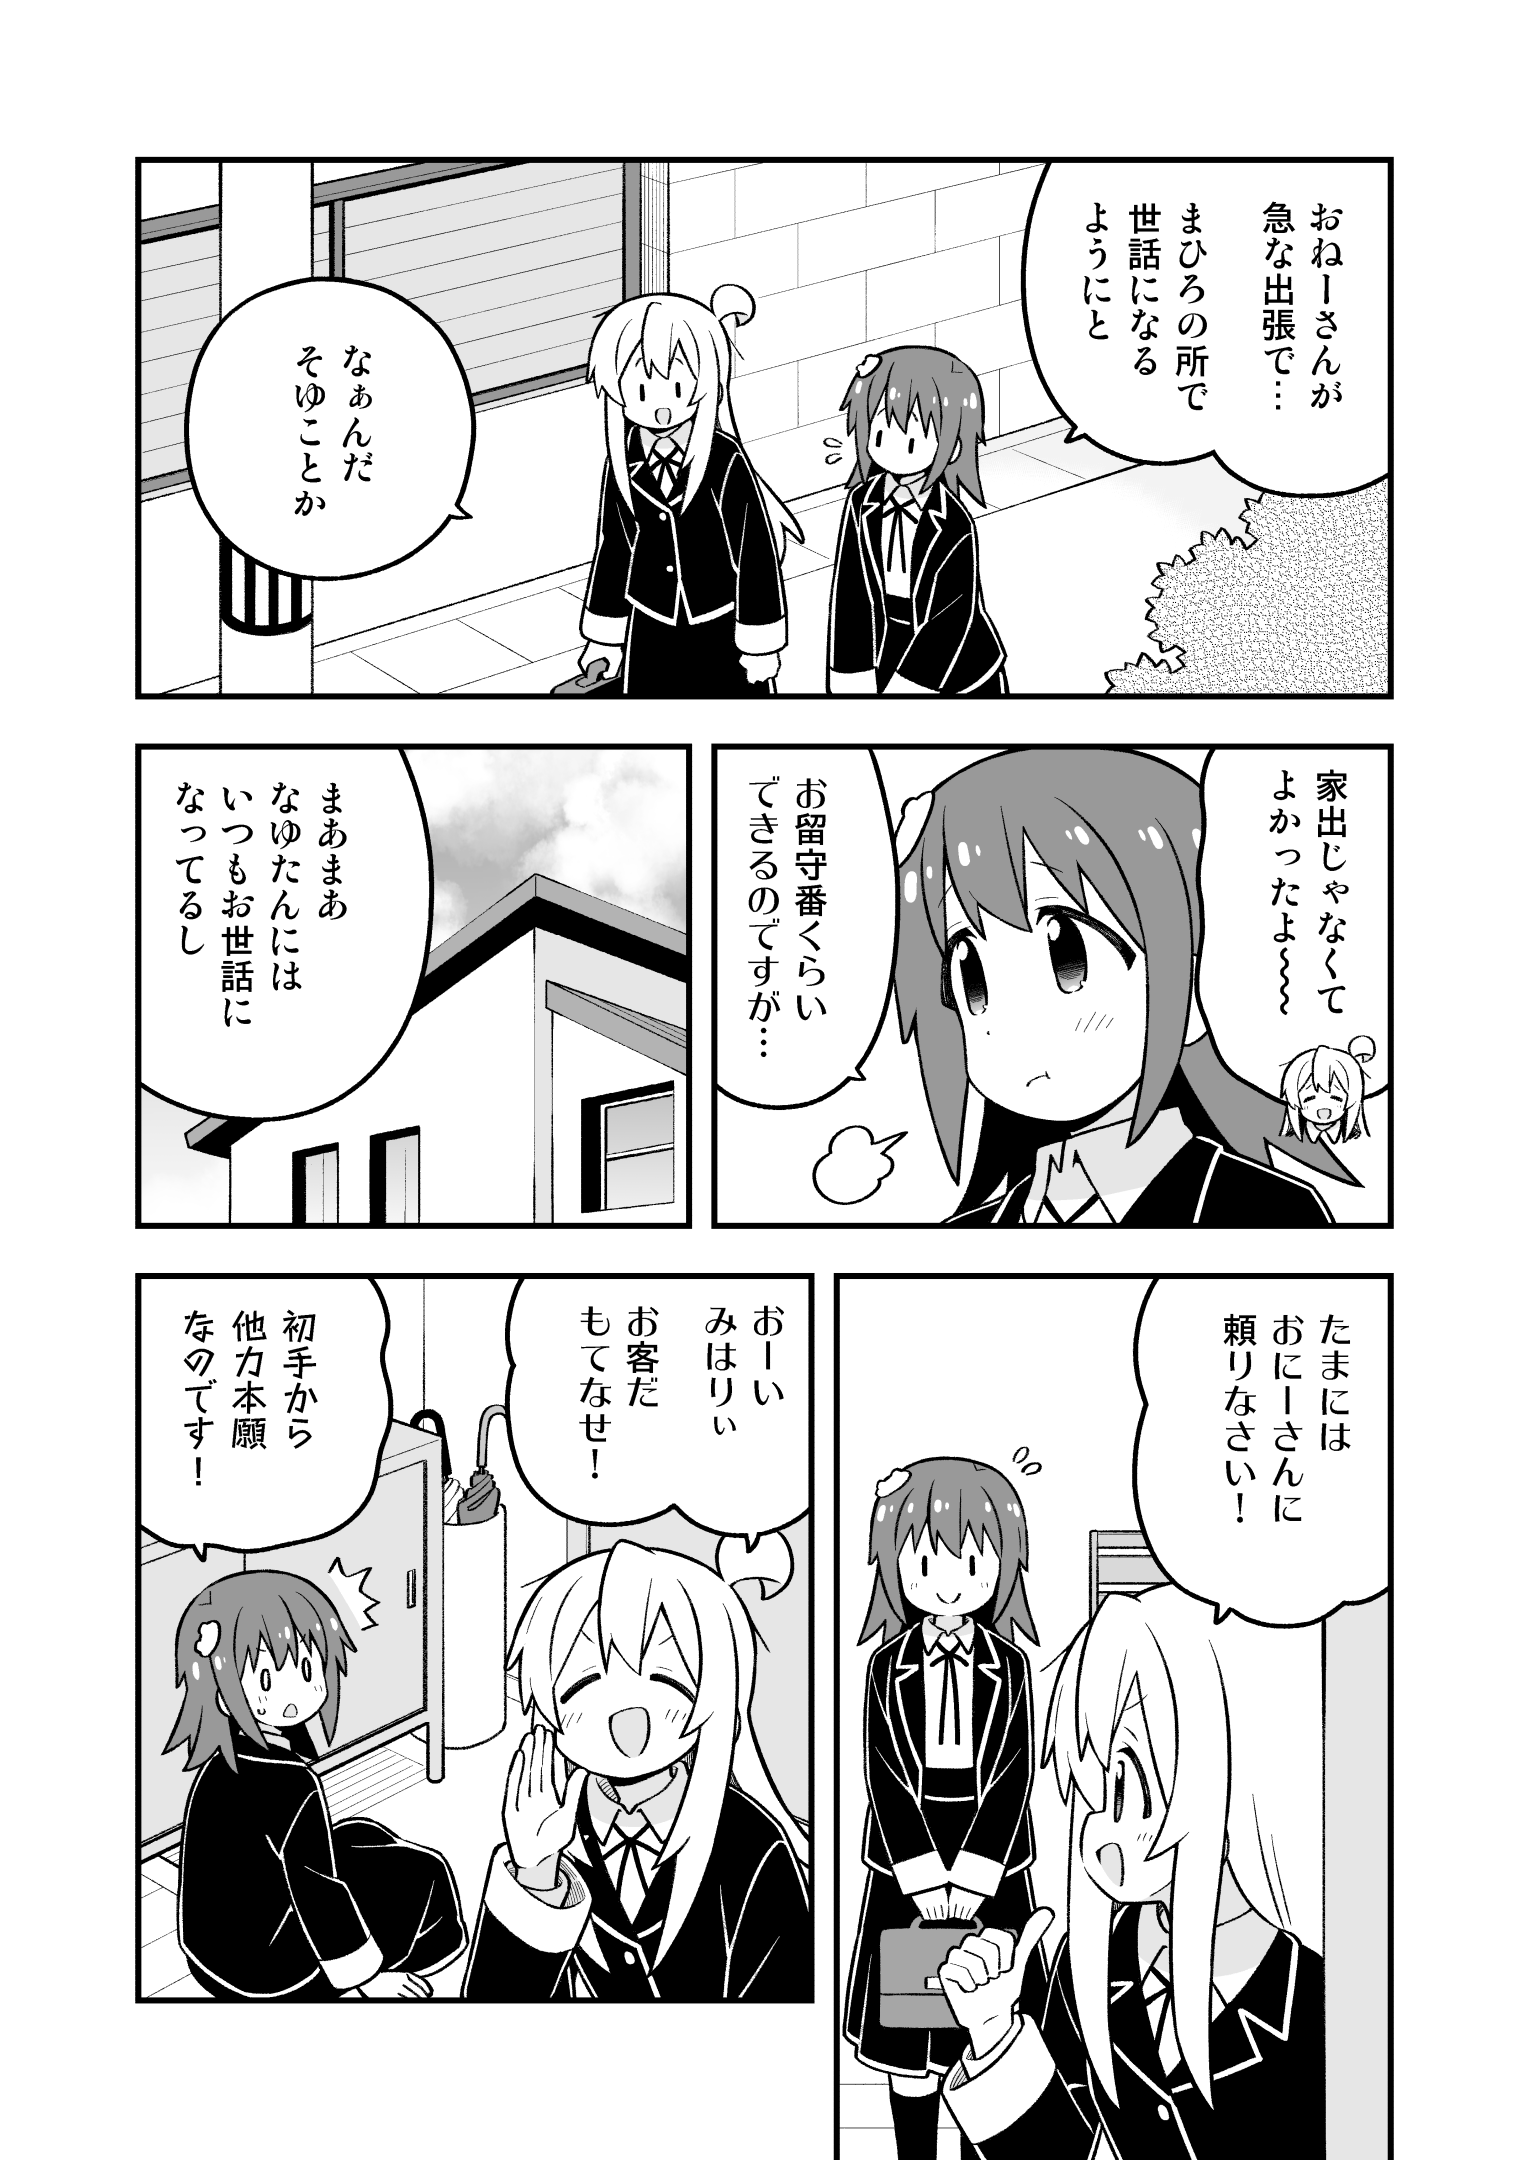 おねーさんが
急な出張で…
まひろの所で
世話になる
ようにと
なぁんだ
そゆことか
家出じゃなくて
よかったよ～～
お留守番くらい
できるのですが…
まあまあ
なゆたんには
いつもお世話に
なってるし
たまには
おにーさんに
頼りなさい！
おーい
みはりぃ
お客だ
もてなせ！
初手から
他力本願
なのです！